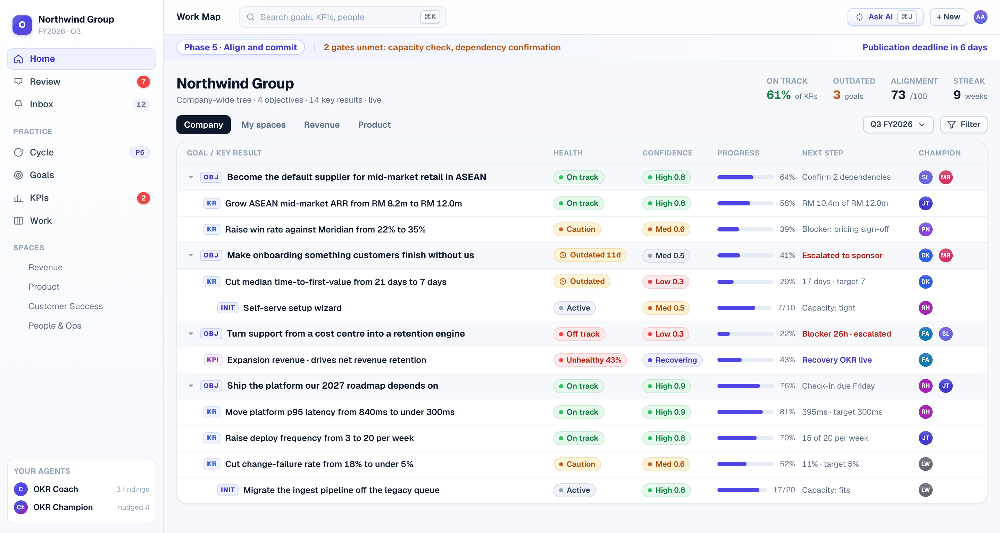 O
Northwind Group
FY2026 · Q3
Home
Review 7
Inbox 12
PRACTICE
Cycle P5
Goals
KPIs 2
Work
SPACES
Revenue
Product
Customer Success
People & Ops
YOUR AGENTS
C OKR Coach 3 findings
Ch OKR Champion nudged 4
Work Map Search goals, KPIs, people ⌘K Ask AI ⌘J + New AA
Phase 5 · Align and commit 2 gates unmet: capacity check, dependency confirmation Publication deadline in 6 days
Northwind Group
Company-wide tree · 4 objectives · 14 key results · live
ON TRACK OUTDATED ALIGNMENT STREAK
61% of KRs 3 goals 73 /100 9 weeks
Company My spaces Revenue Product Q3 FY2026 Filter
GOAL / KEY RESULT HEALTH CONFIDENCE PROGRESS NEXT STEP CHAMPION
OBJ Become the default supplier for mid-market retail in ASEAN On track High 0.8 64% Confirm 2 dependencies SL MR
KR Grow ASEAN mid-market ARR from RM 8.2m to RM 12.0m On track High 0.8 58% RM 10.4m of RM 12.0m JT
KR Raise win rate against Meridian from 22% to 35% Caution Med 0.6 39% Blocker: pricing sign-off PN
OBJ Make onboarding something customers finish without us Outdated 11d Med 0.5 41% Escalated to sponsor DK MR
KR Cut median time-to-first-value from 21 days to 7 days Outdated Low 0.3 29% 17 days · target 7 DK
INIT Self-serve setup wizard Active Med 0.5 7/10 Capacity: tight RH
OBJ Turn support from a cost centre into a retention engine Off track Low 0.3 22% Blocker 26h · escalated FA SL
KPI Expansion revenue · drives net revenue retention Unhealthy 43% Recovering 43% Recovery OKR live FA
OBJ Ship the platform our 2027 roadmap depends on On track High 0.9 76% Check-in due Friday RH JT
KR Move platform p95 latency from 840ms to under 300ms On track High 0.9 81% 395ms · target 300ms RH
KR Raise deploy frequency from 3 to 20 per week On track High 0.8 70% 15 of 20 per week JT
KR Cut change-failure rate from 18% to under 5% Caution Med 0.6 52% 11% · target 5% LW
INIT Migrate the ingest pipeline off the legacy queue Active High 0.8 17/20 Capacity: fits LW